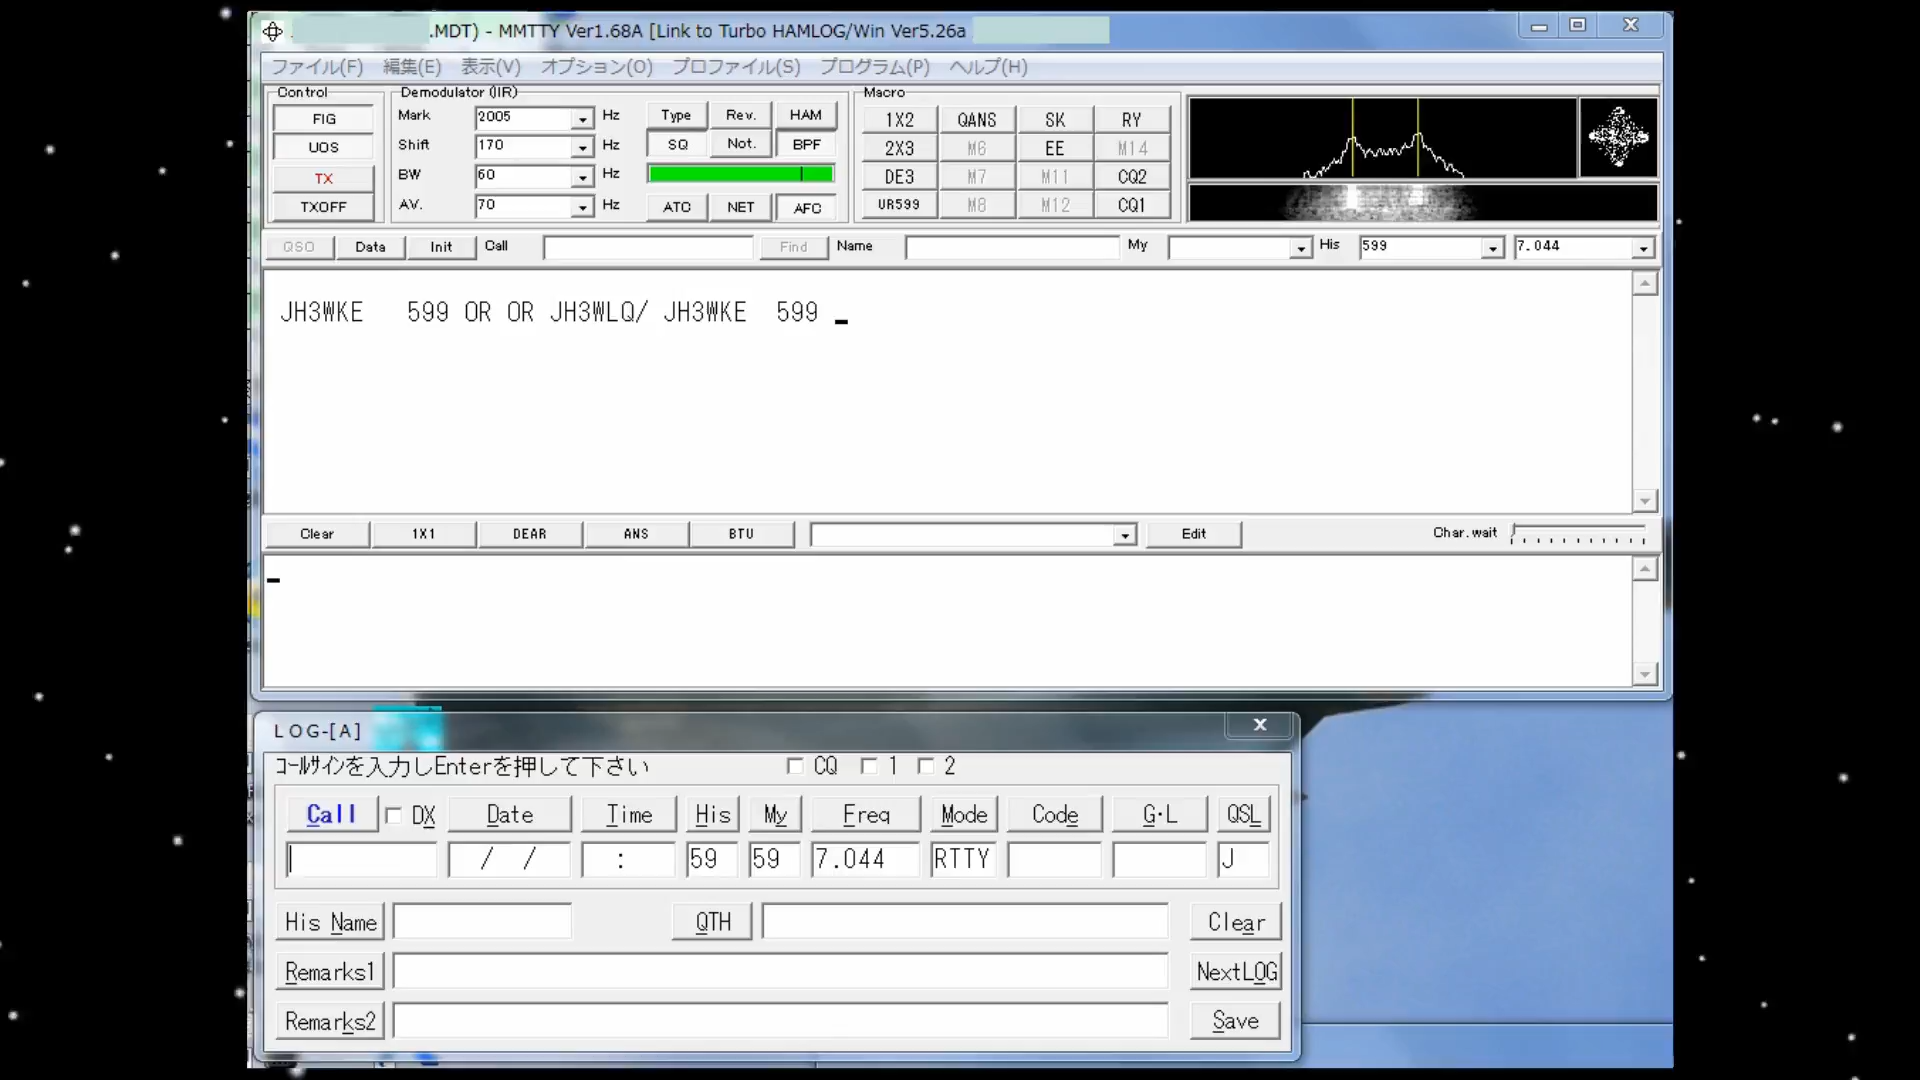 .MDT) - MMTTY Ver1.68A [Link to Turbo HAMLOG/Win Ver5.26a
ファイル(F) 編集(E) 表示(V) オプション(O) プロファイル(S) プログラム(P) ヘルプ(H)
Control Demodulator (IIR) Macro
FIG Mark 2005 Hz Type Rev. HAM 1X2 QANS SK RY
UOS Shift 170 Hz SQ Not. BPF 2X3 M6 EE M14
TX BW 60 Hz DE3 M7 M11 CQ2
TXOFF AV. 70 Hz ATC NET AFC UR599 M8 M12 CQ1
QSO Data Init Call Find Name My His 599 7.044
JH3WKE 599 OR OR JH3WLQ/ JH3WKE 599 _
Clear 1X1 DEAR ANS BTU Edit Char. wait
LOG-[A]
ｺｰﾙｻｲﾝを入力しEnterを押して下さい CQ 1 2
Call DX Date Time His My Freq Mode Code G·L QSL
/ / : 59 59 7.044 RTTY J
His Name QTH Clear
Remarks1 NextLOG
Remarks2 Save